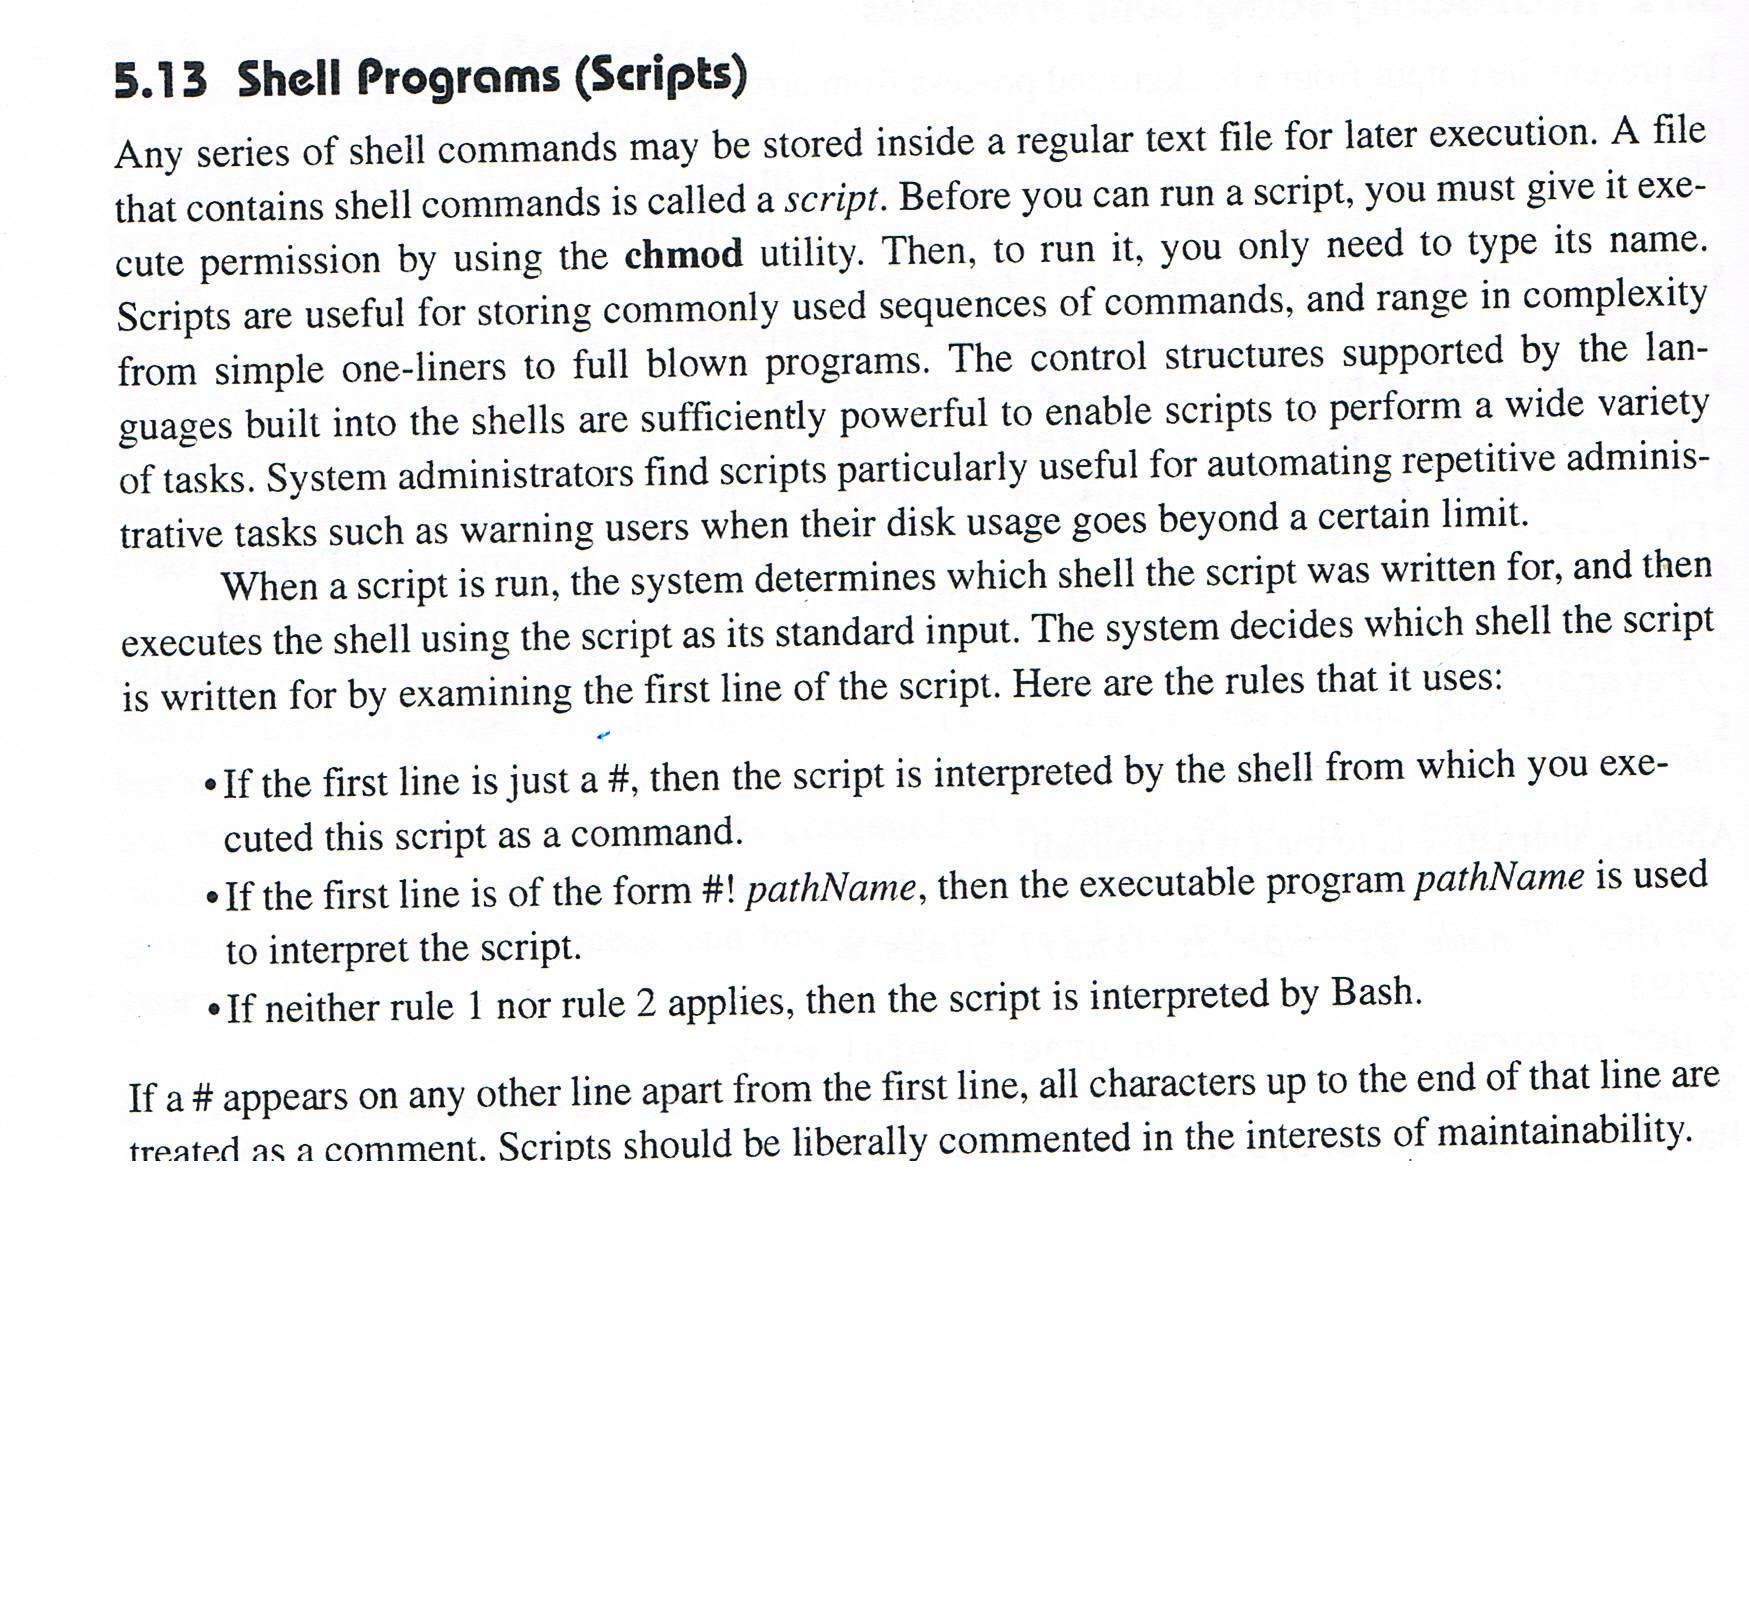 5.13 Shell Programs (Scripts)
Any series of shell commands may be stored inside a regular text file for later execution. A file
that contains shell commands is called a script. Before you can run a script, you must give it exe-
cute permission by using the chmod utility. Then, to run it, you only need to type its name.
Scripts are useful for storing commonly used sequences of commands, and range in complexity
from simple one-liners to full blown programs. The control structures supported by the lan-
guages built into the shells are sufficiently powerful to enable scripts to perform a wide variety
of tasks. System administrators find scripts particularly useful for automating repetitive adminis-
trative tasks such as warning users when their disk usage goes beyond a certain limit.
When a script is run, the system determines which shell the script was written for, and then
executes the shell using the script as its standard input. The system decides which shell the script
is written for by examining the first line of the script. Here are the rules that it uses:
• If the first line is just a #, then the script is interpreted by the shell from which you exe-
cuted this script as a command.
• If the first line is of the form #! pathName, then the executable program pathName is used
to interpret the script.
• If neither rule 1 nor rule 2 applies, then the script is interpreted by Bash.
If a # appears on any other line apart from the first line, all characters up to the end of that line are
treated as a comment. Scripts should be liberally commented in the interests of maintainability.